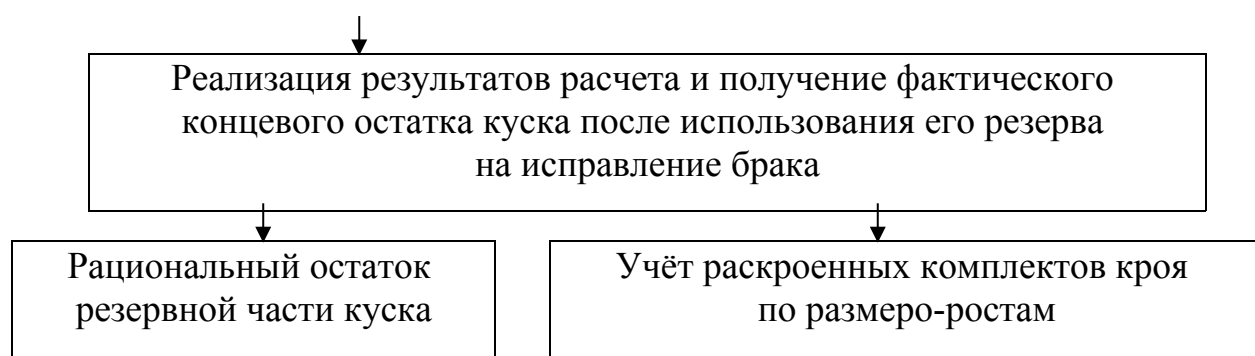 Реализация результатов расчета и получение фактического
концевого остатка куска после использования его резерва
на исправление брака
Рациональный остаток
резервной части куска
Учёт раскроенных комплектов кроя
по размеро-ростам